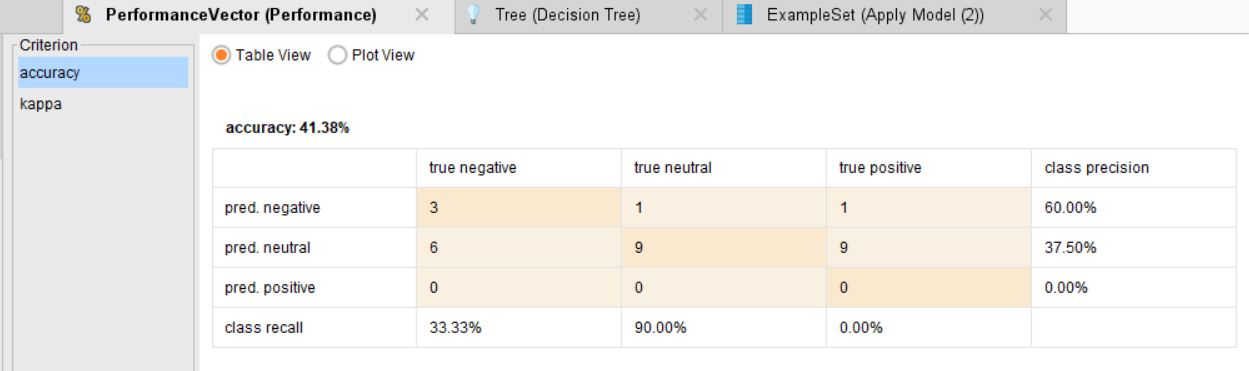 PerformanceVector (Performance) Tree (Decision Tree) ExampleSet (Apply Model (2))
Criterion
accuracy
kappa
Table View Plot View
accuracy: 41.38%
true negative true neutral true positive class precision
pred. negative 3 1 1 60.00%
pred. neutral 6 9 9 37.50%
pred. positive 0 0 0 0.00%
class recall 33.33% 90.00% 0.00%